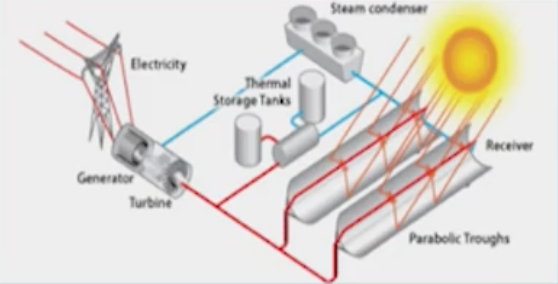 Steam condenser
Electricity
Thermal
Storage Tanks
Receiver
Generator
Turbine
Parabolic Troughs